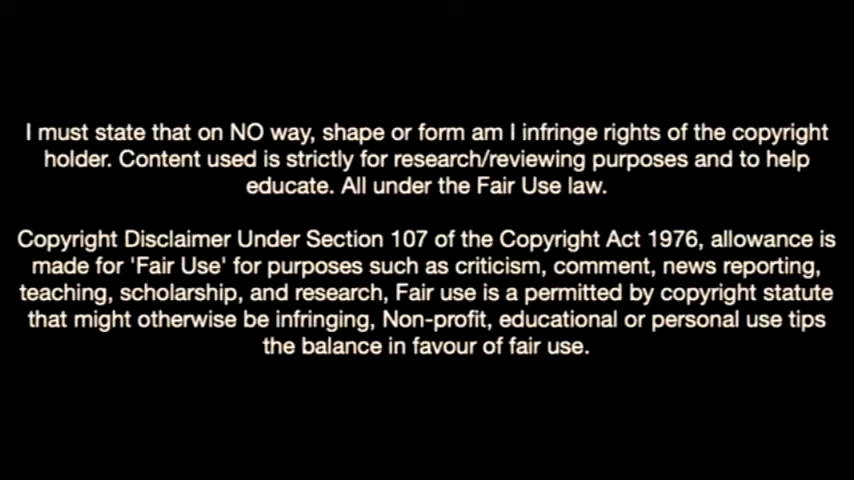 I must state that on NO way, shape or form am I infringe rights of the copyright
holder. Content used is strictly for research/reviewing purposes and to help
educate. All under the Fair Use law.
Copyright Disclaimer Under Section 107 of the Copyright Act 1976, allowance is
made for 'Fair Use' for purposes such as criticism, comment, news reporting,
teaching, scholarship, and research, Fair use is a permitted by copyright statute
that might otherwise be infringing, Non-profit, educational or personal use tips
the balance in favour of fair use.